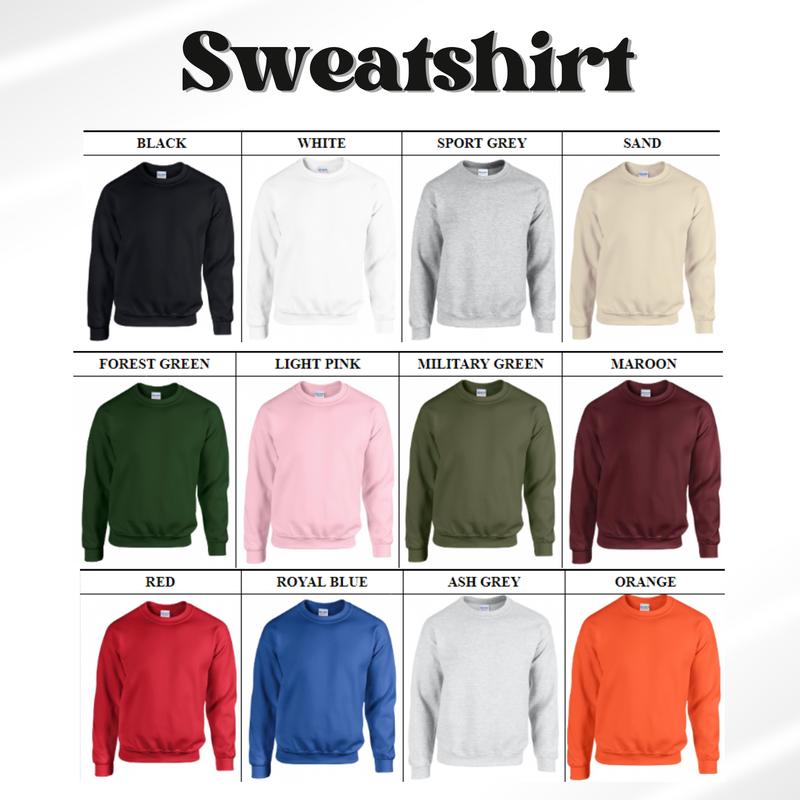 Sweatshirt
BLACK WHITE SPORT GREY SAND
FOREST GREEN LIGHT PINK MILITARY GREEN MAROON
RED ROYAL BLUE ASH GREY ORANGE